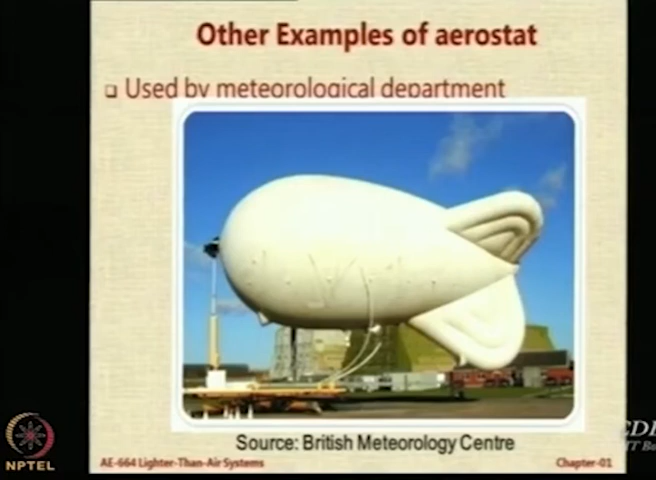 Other Examples of aerostat
Used by meteorological department
Source: British Meteorology Centre
AE-664 Lighter-Than-Air Systems
Chapter-01
NPTEL